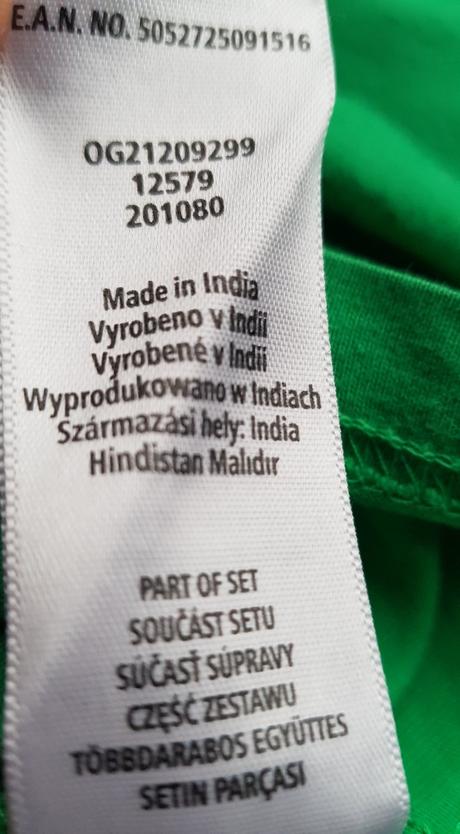 E.A.N. NO. 5052725091516
OG21209299
12579
201080
Made in India
Vyrobeno v Indii
Vyrobené v Indii
Wyprodukowano w Indiach
Származási hely: India
Hindistan Malıdır
PART OF SET
SOUČÁST SETU
SÚČASŤ SÚPRAVY
CZĘŚĆ ZESTAWU
TÖBBDARABOS EGYÜTTES
SETIN PARÇASI